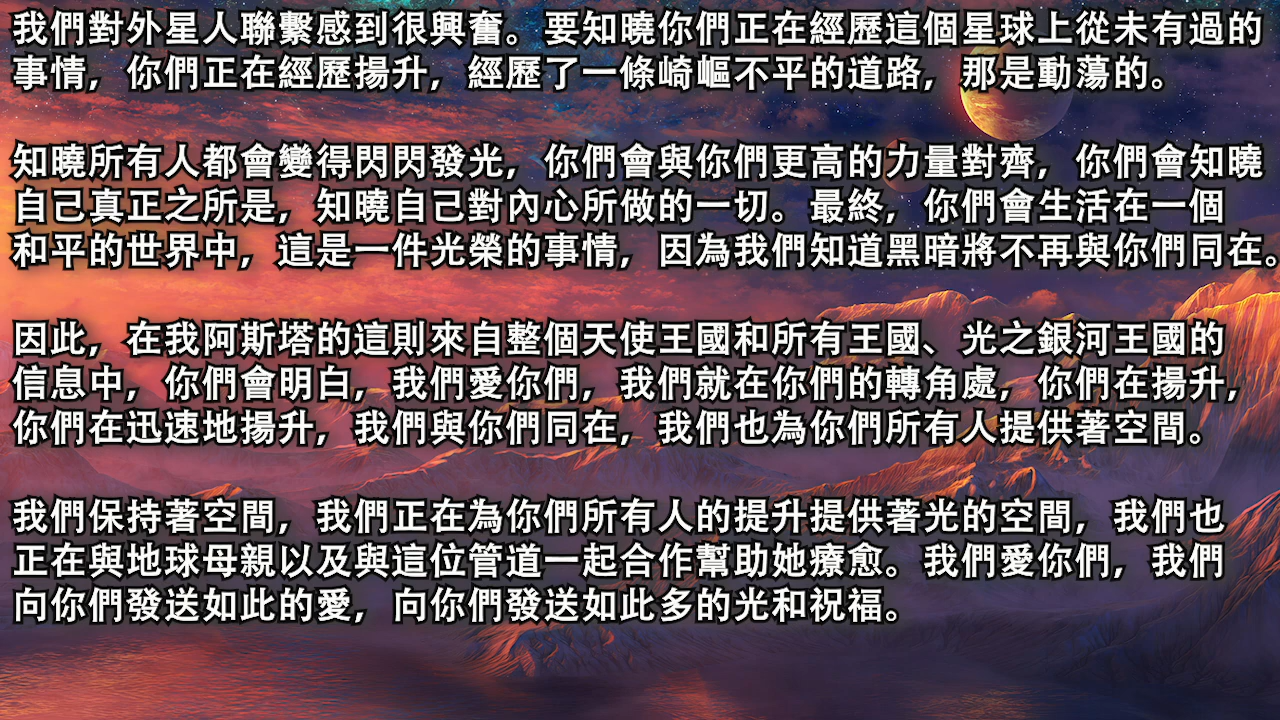 我們對外星人聯繫感到很興奮。要知曉你們正在經歷這個星球上從未有過的
事情，你們正在經歷揚升，經歷了一條崎嶇不平的道路，那是動蕩的。
知曉所有人都會變得閃閃發光，你們會與你們更高的力量對齊，你們會知曉
自己真正之所是，知曉自己對內心所做的一切。最終，你們會生活在一個
和平的世界中，這是一件光榮的事情，因為我們知道黑暗將不再與你們同在。
因此，在我阿斯塔的這則來自整個天使王國和所有王國、光之銀河王國的
信息中，你們會明白，我們愛你們，我們就在你們的轉角處，你們在揚升，
你們在迅速地揚升，我們與你們同在，我們也為你們所有人提供著空間。
我們保持著空間，我們正在為你們所有人的提升提供著光的空間，我們也
正在與地球母親以及與這位管道一起合作幫助她療愈。我們愛你們，我們
向你們發送如此的愛，向你們發送如此多的光和祝福。